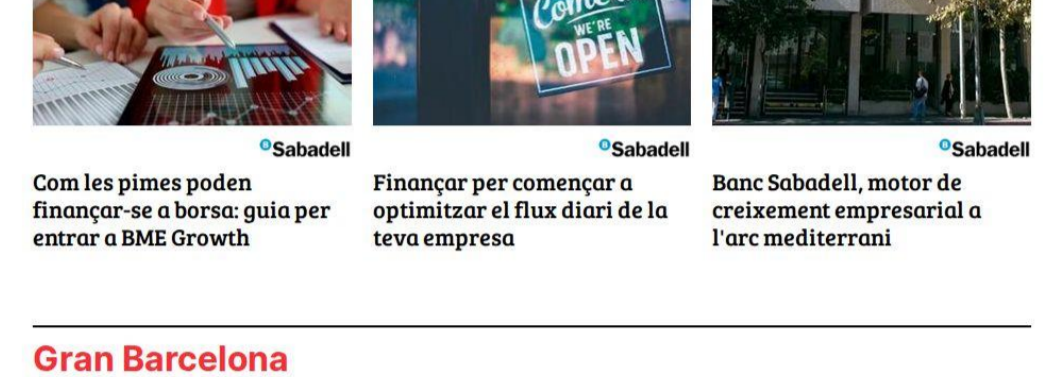 Come
WE'RE
OPEN
Sabadell
Com les pimes poden
finançar-se a borsa: guia per
entrar a BME Growth
Sabadell
Finançar per començar a
optimitzar el flux diari de la
teva empresa
Sabadell
Banc Sabadell, motor de
creixement empresarial a
l'arc mediterrani
Gran Barcelona